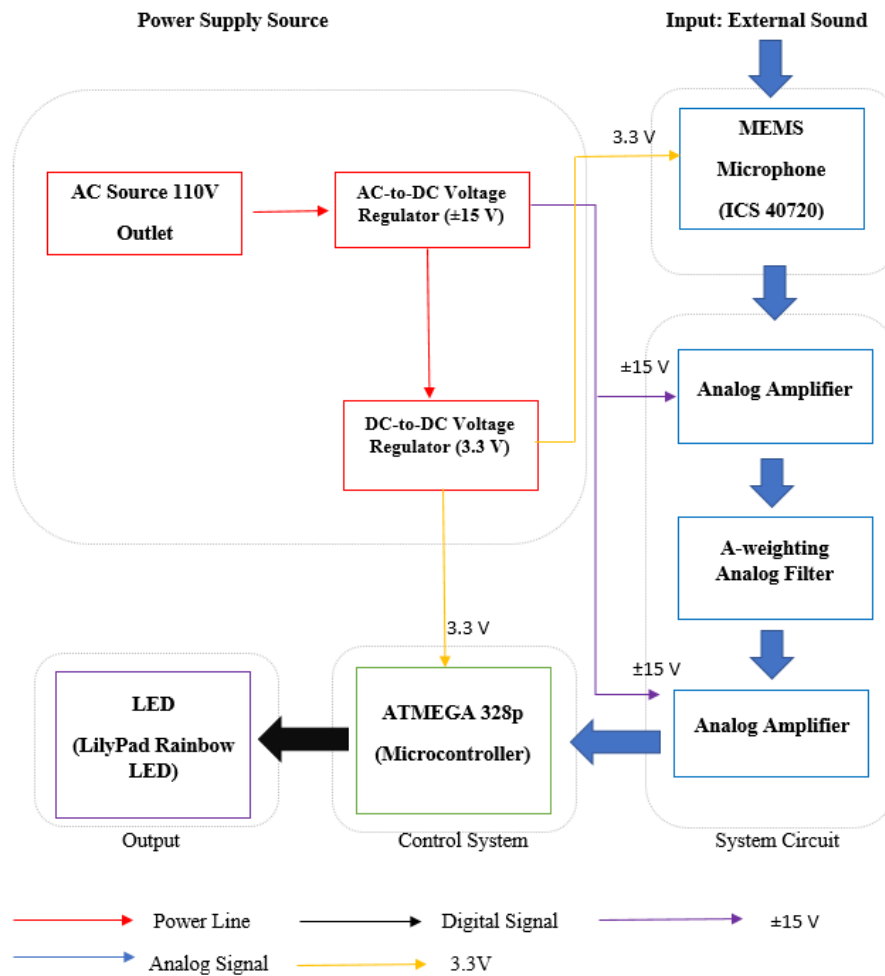 Power Supply Source
Input: External Sound
3.3 V
MEMS
Microphone
(ICS 40720)
AC Source 110V
Outlet
AC-to-DC Voltage
Regulator (±15 V)
±15 V
Analog Amplifier
DC-to-DC Voltage
Regulator (3.3 V)
A-weighting
Analog Filter
3.3 V
±15 V
LED
(LilyPad Rainbow
LED)
ATMEGA 328p
(Microcontroller)
Analog Amplifier
Output
Control System
System Circuit
Power Line
Digital Signal
±15 V
Analog Signal
3.3V